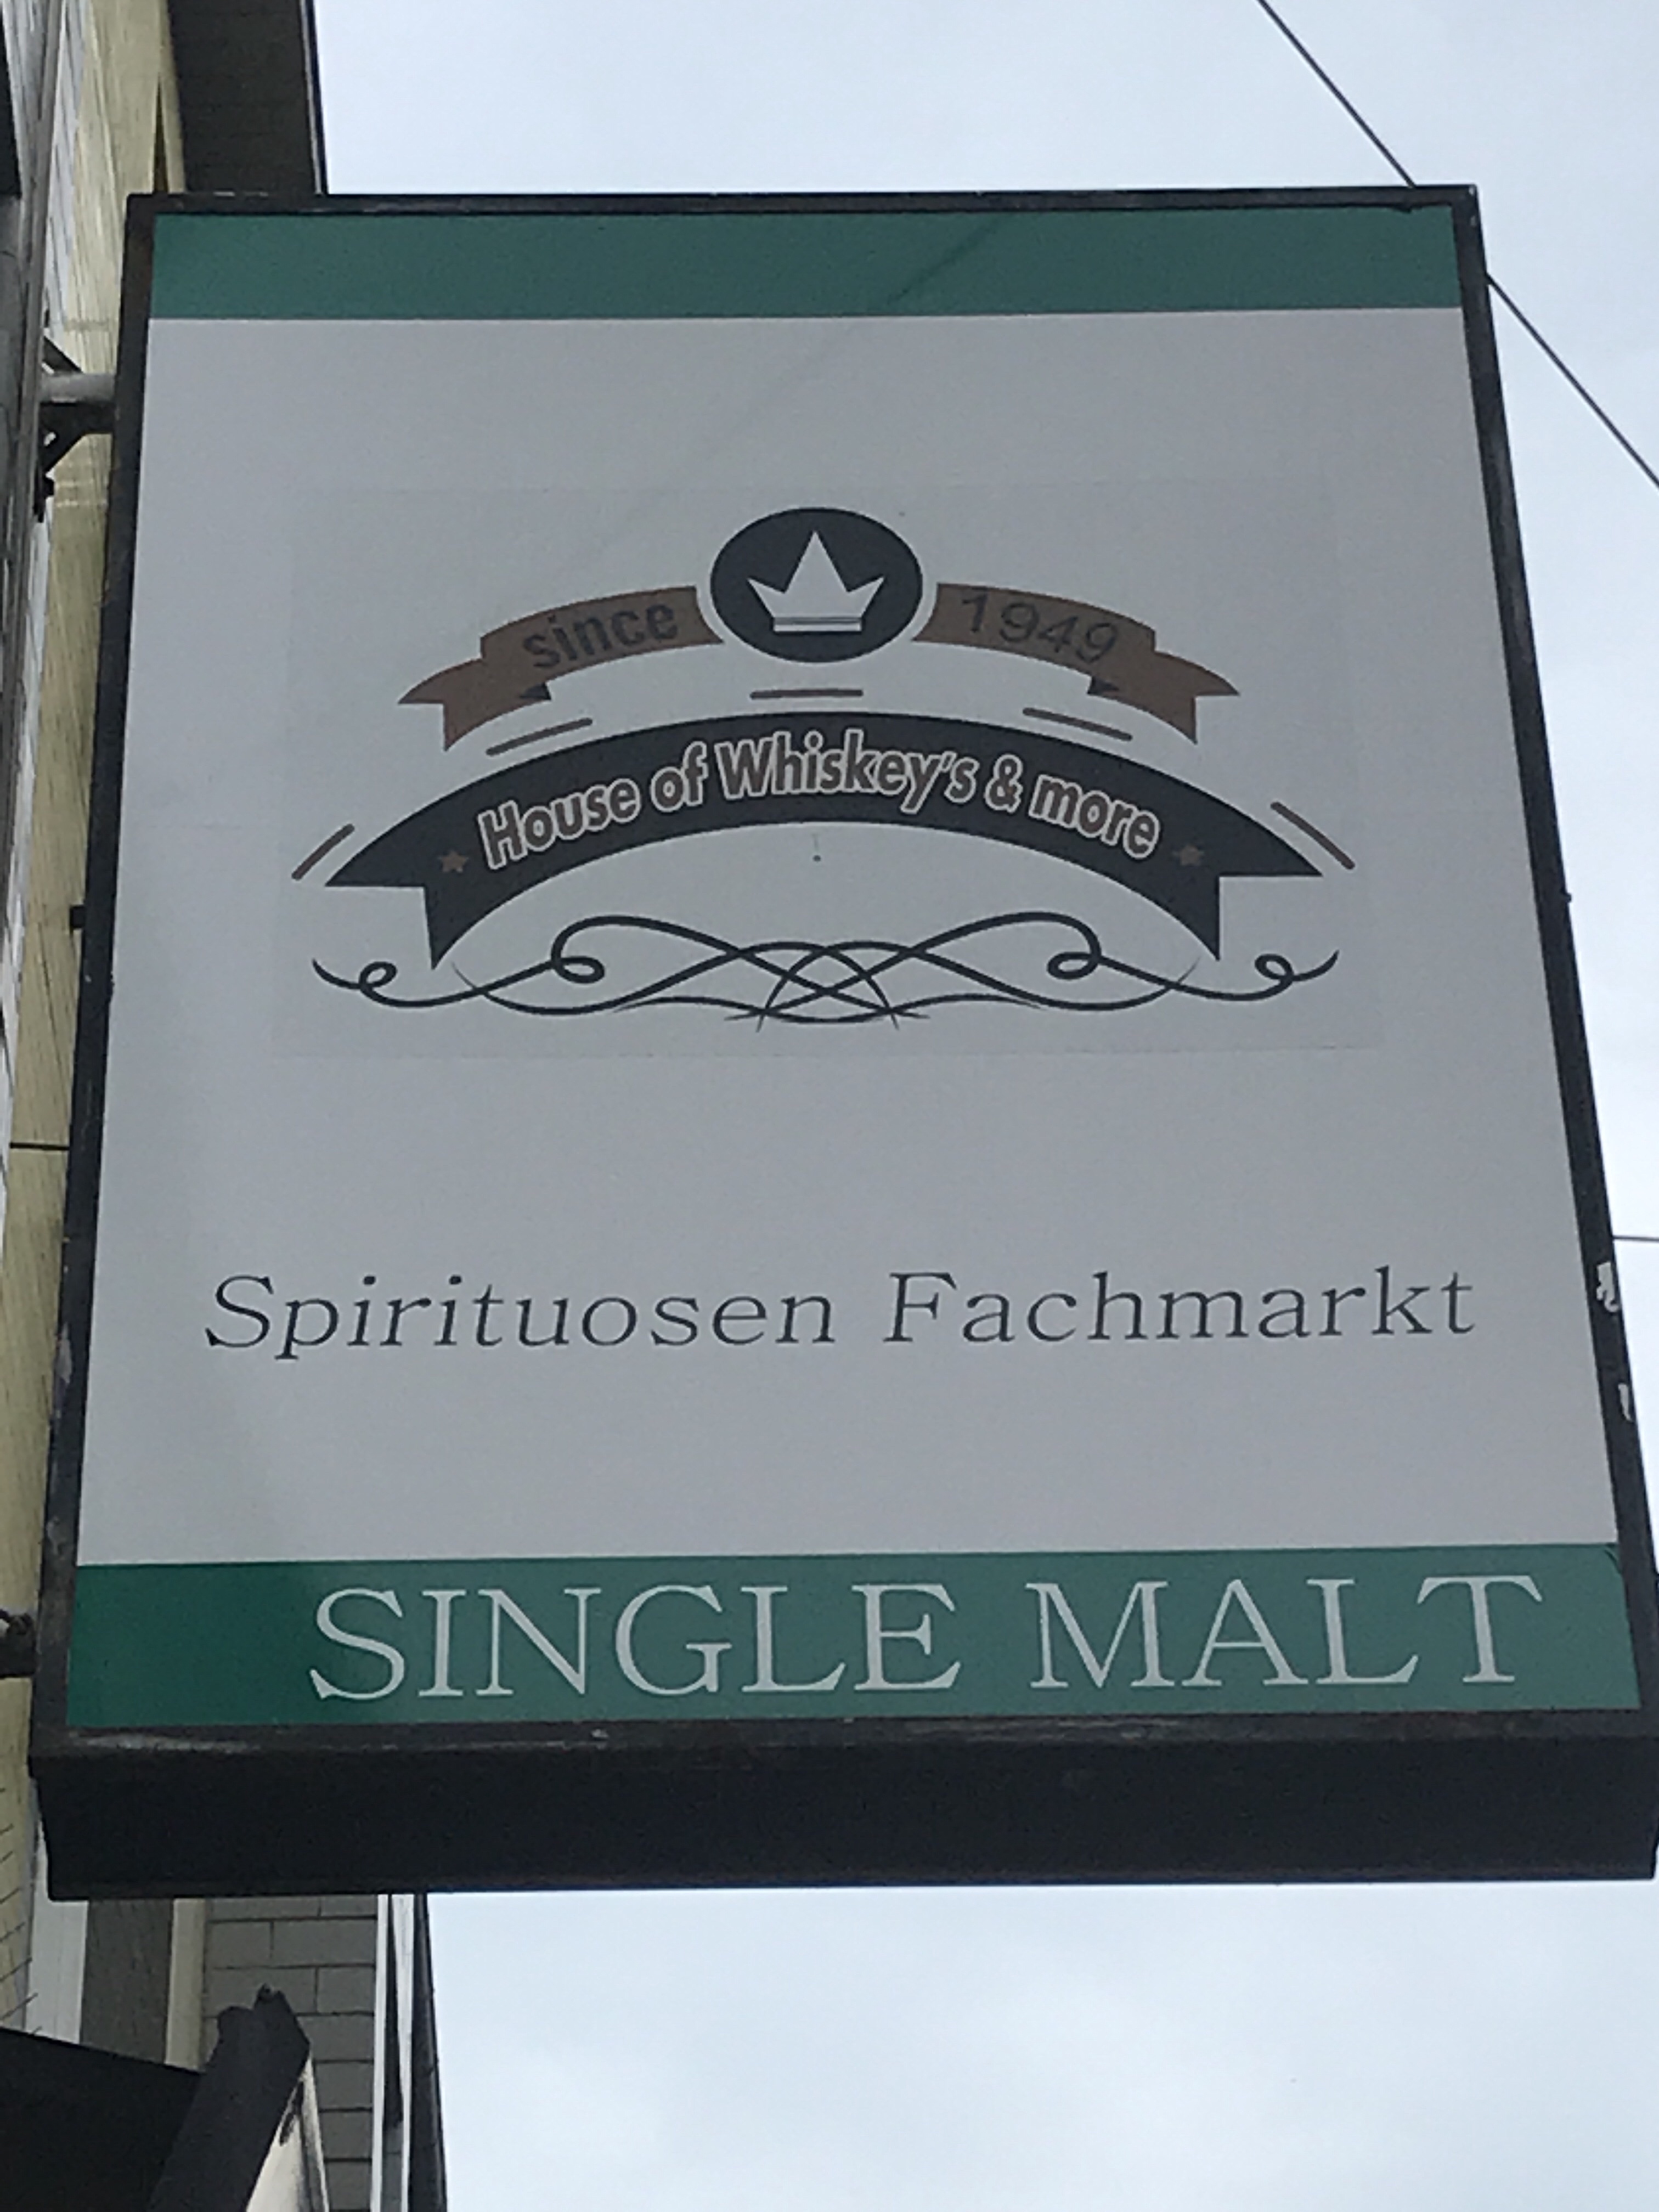 since 1949
House of Whiskey's & more
Spirituosen Fachmarkt
SINGLE MALT